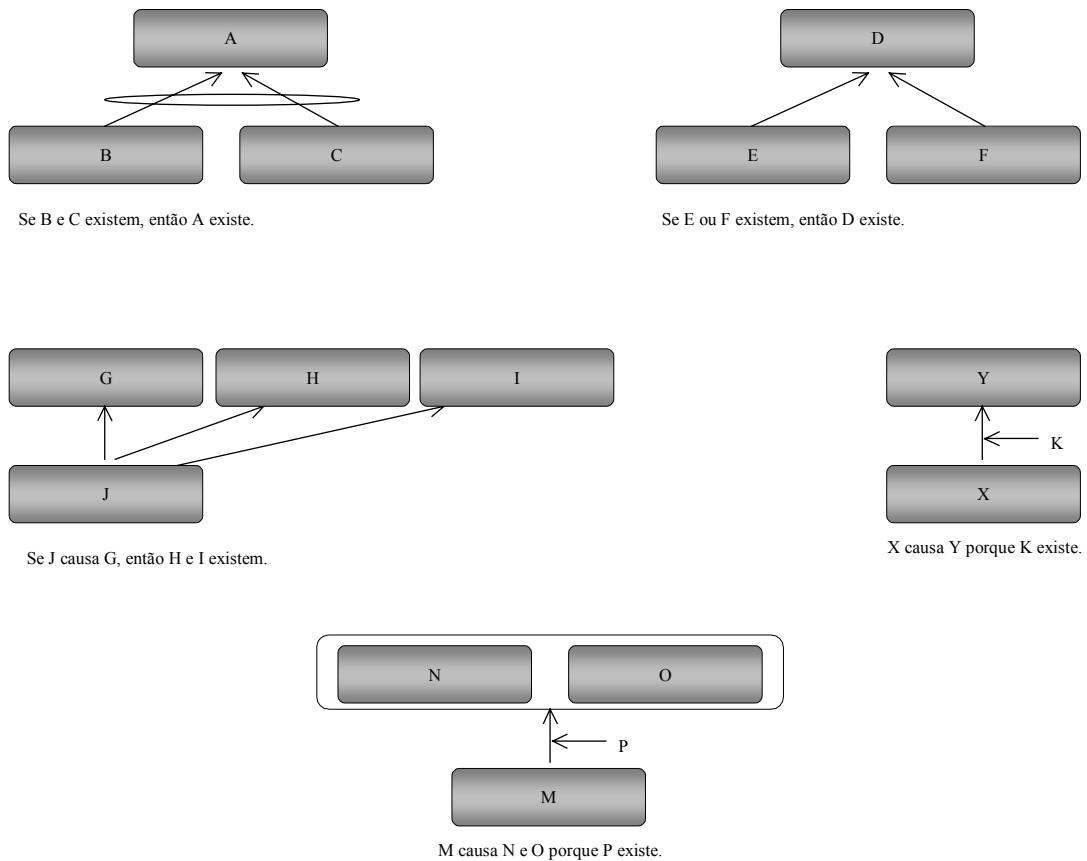 A
D
B
C
E
F
Se B e C existem, então A existe.
Se E ou F existem, então D existe.
G
H
I
Y
K
J
X
Se J causa G, então H e I existem.
X causa Y porque K existe.
N
O
P
M
M causa N e O porque P existe.